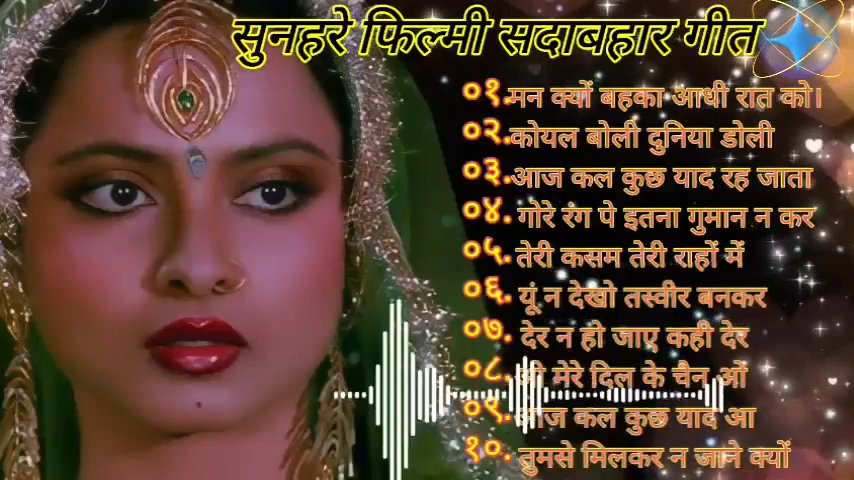 सुनहरे फिल्मी सदाबहार गीत
०१.मन क्यों बहका आधी रात को।
०२.कोयल बोली दुनिया डोली
०३.आज कल कुछ याद रह जाता
०४. गोरे रंग पे इतना गुमान न कर
०५. तेरी कसम तेरी राहों में
०६. यूं न देखो तस्वीर बनकर
०७. देर न हो जाए कही देर
०८. मेरे दिल के चैन ओं
०९. कल कुछ याद आ
१०. तुमसे मिलकर न जाने क्यों